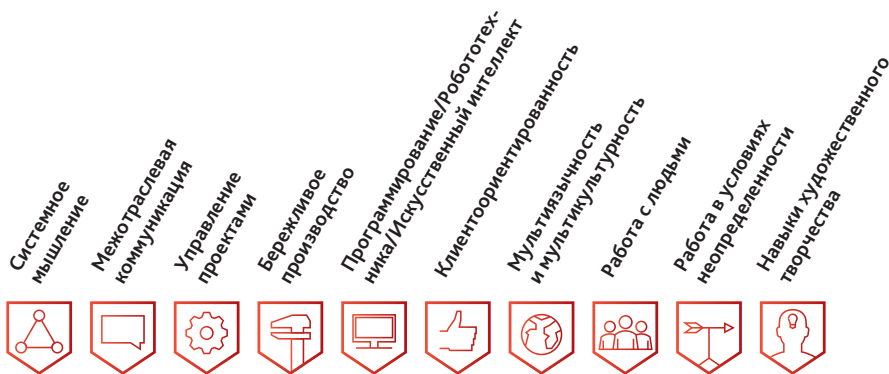 Системное
мышление
Межотраслевая
коммуникация
Управление
проектами
Бережливое
производство
Программирование/Робототех-
ника/Искусственный интеллект
Клиентоориентированность
Мультиязычность
и мультикультурность
Работа с людьми
Работа в условиях
неопределенности
Навыки художественного
творчества